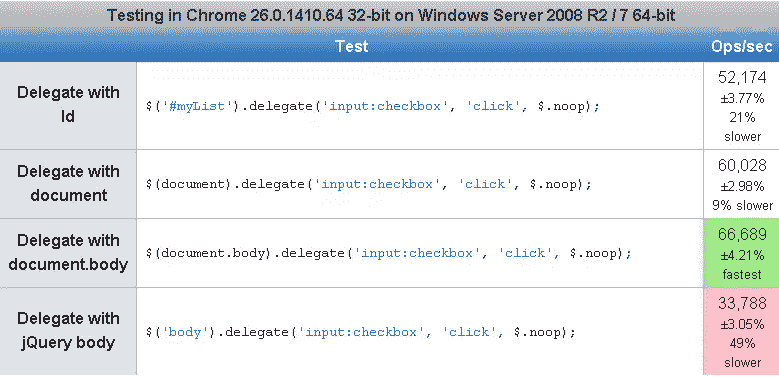 Testing in Chrome 26.0.1410.64 32-bit on Windows Server 2008 R2 / 7 64-bit
Test Ops/sec
Delegate with
Id
$('#myList').delegate('input:checkbox', 'click', $.noop);
52,174
±3.77%
21%
slower
Delegate with
document
$(document).delegate('input:checkbox', 'click', $.noop);
60,028
±2.98%
9% slower
Delegate with
document.body
$(document.body).delegate('input:checkbox', 'click', $.noop);
66,689
±4.21%
fastest
Delegate with
jQuery body
$('body').delegate('input:checkbox', 'click', $.noop);
33,788
±3.05%
49%
slower